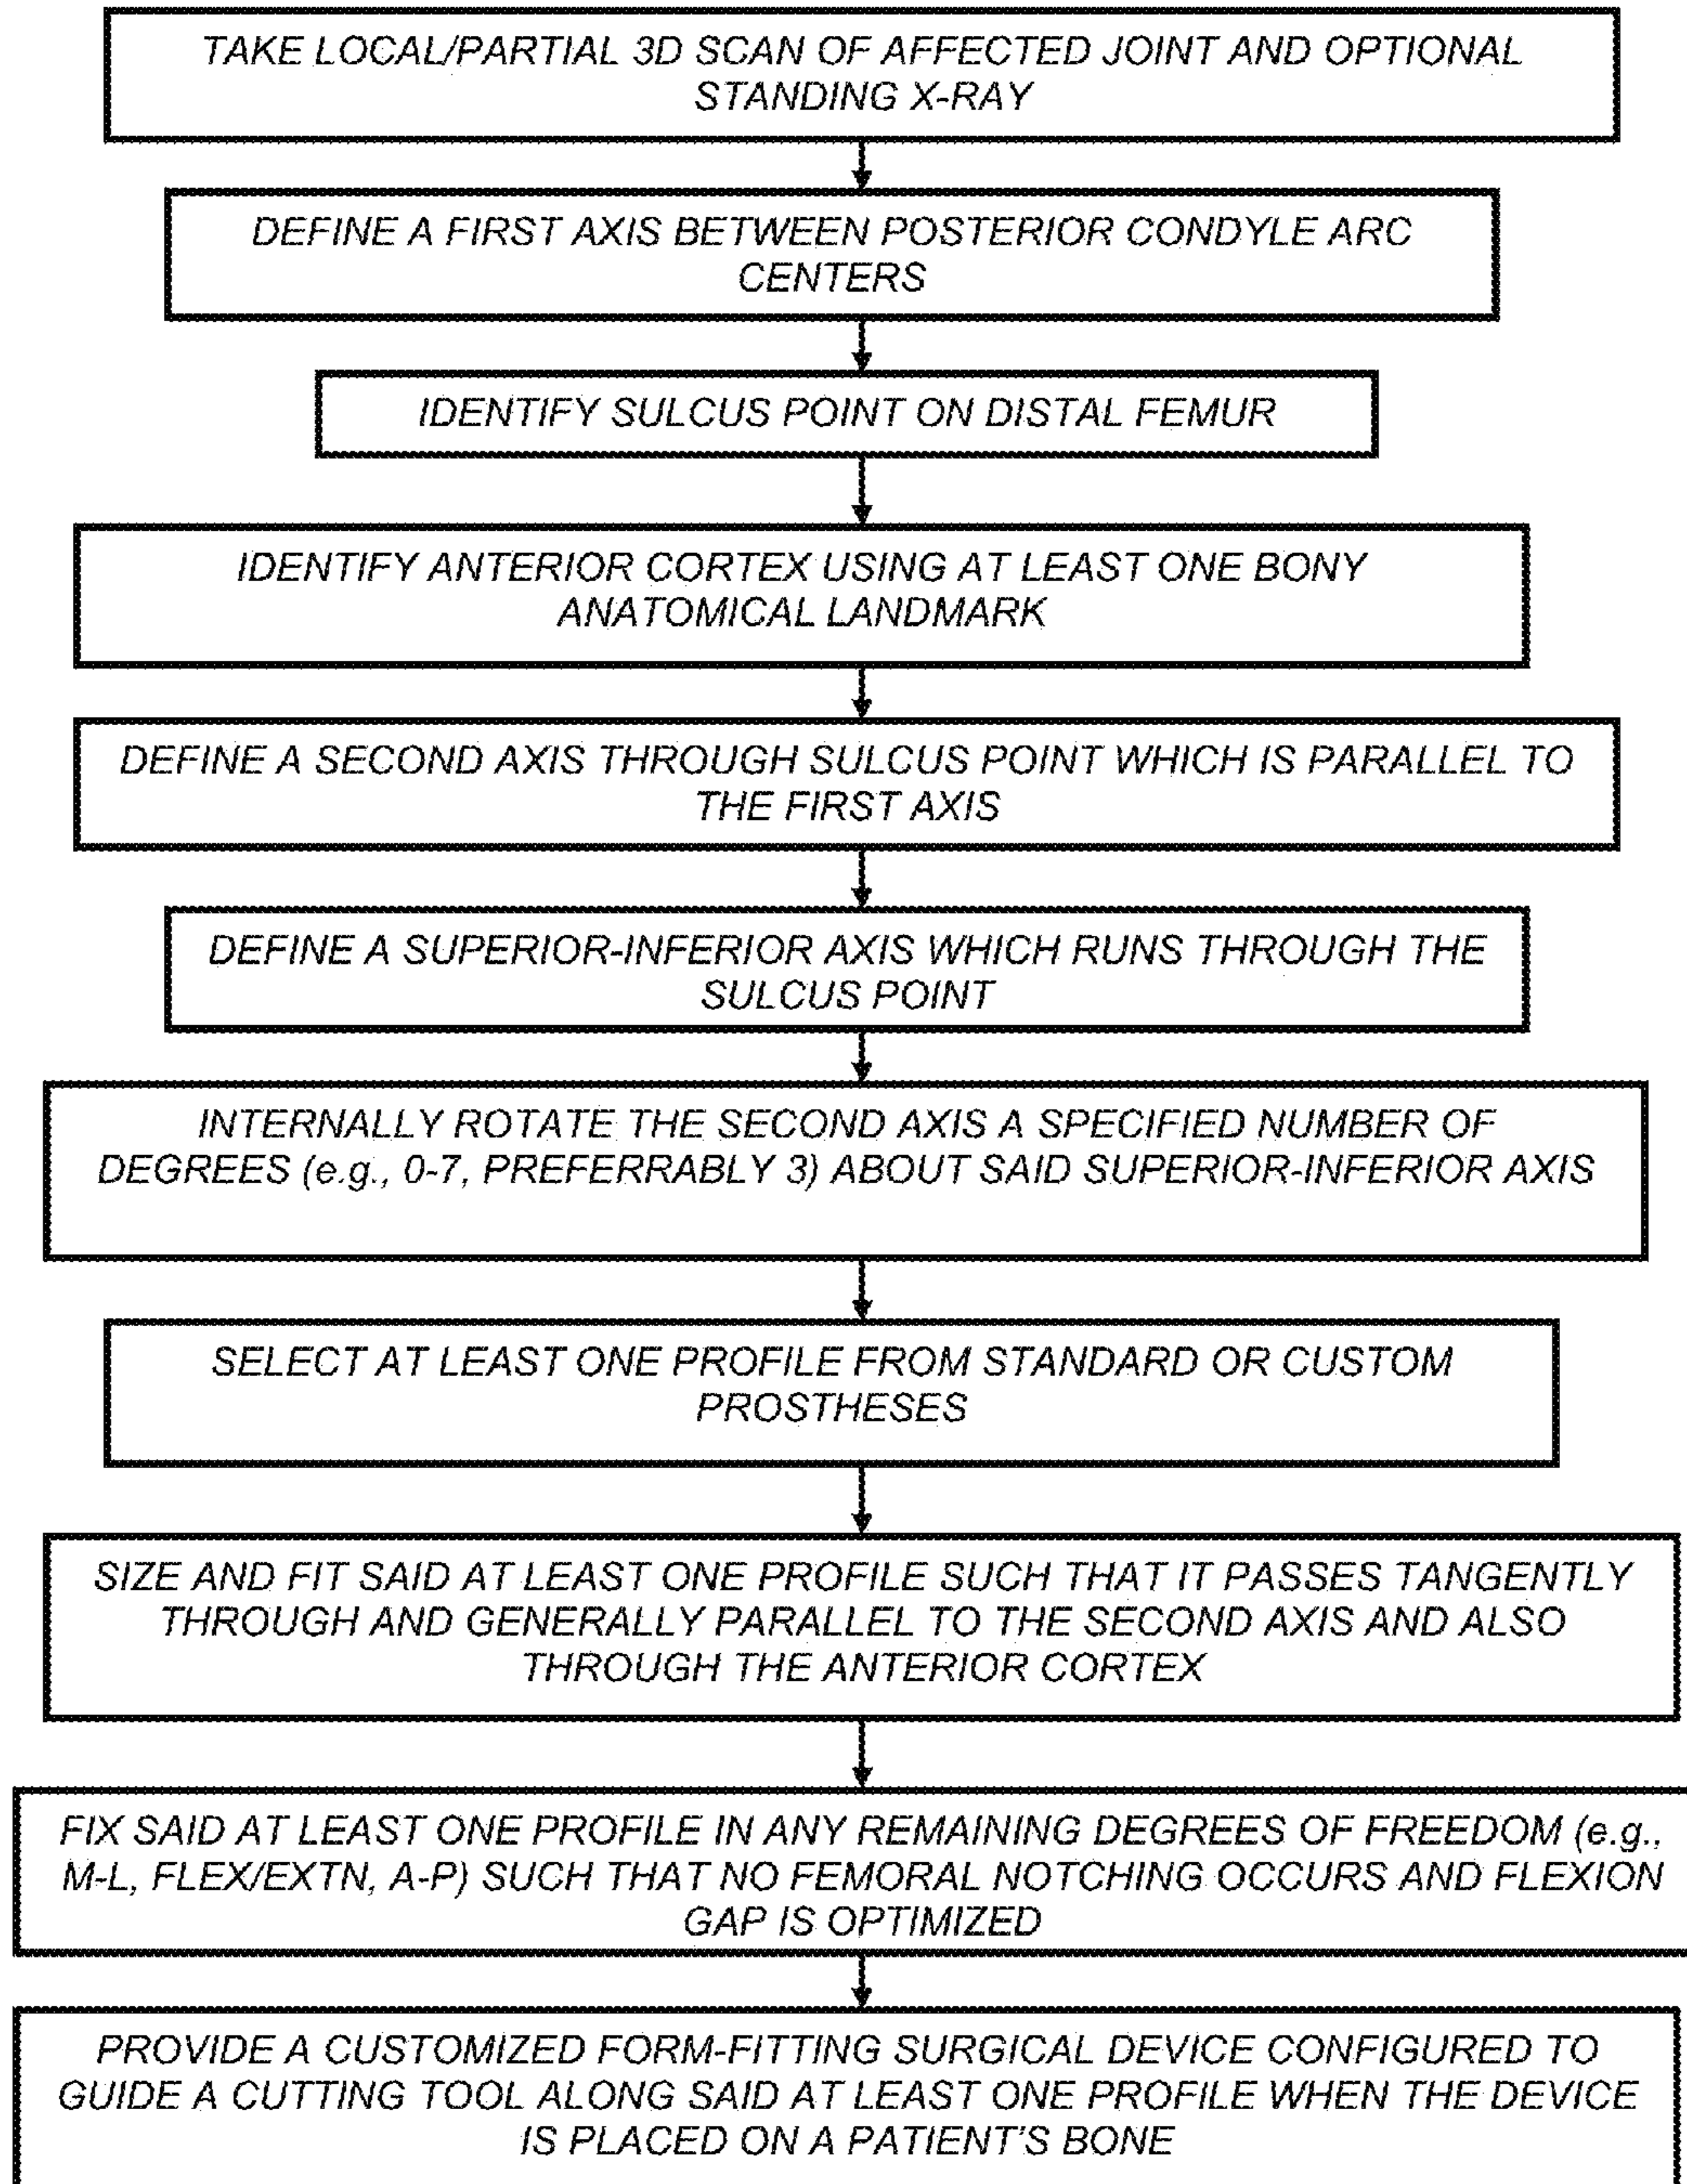 TAKE LOCAL/PARTIAL 3D SCAN OF AFFECTED JOINT AND OPTIONAL
STANDING X-RAY
DEFINE A FIRST AXIS BETWEEN POSTERIOR CONDYLE ARC
CENTERS
IDENTIFY SULCUS POINT ON DISTAL FEMUR
IDENTIFY ANTERIOR CORTEX USING AT LEAST ONE BONY
ANATOMICAL LANDMARK
DEFINE A SECOND AXIS THROUGH SULCUS POINT WHICH IS PARALLEL TO
THE FIRST AXIS
DEFINE A SUPERIOR-INFERIOR AXIS WHICH RUNS THROUGH THE
SULCUS POINT
INTERNALLY ROTATE THE SECOND AXIS A SPECIFIED NUMBER OF
DEGREES (e.g., 0-7, PREFERRABLY 3) ABOUT SAID SUPERIOR-INFERIOR AXIS
SELECT AT LEAST ONE PROFILE FROM STANDARD OR CUSTOM
PROSTHESES
SIZE AND FIT SAID AT LEAST ONE PROFILE SUCH THAT IT PASSES TANGENTLY
THROUGH AND GENERALLY PARALLEL TO THE SECOND AXIS AND ALSO
THROUGH THE ANTERIOR CORTEX
FIX SAID AT LEAST ONE PROFILE IN ANY REMAINING DEGREES OF FREEDOM (e.g.,
M-L, FLEX/EXTN, A-P) SUCH THAT NO FEMORAL NOTCHING OCCURS AND FLEXION
GAP IS OPTIMIZED
PROVIDE A CUSTOMIZED FORM-FITTING SURGICAL DEVICE CONFIGURED TO
GUIDE A CUTTING TOOL ALONG SAID AT LEAST ONE PROFILE WHEN THE DEVICE
IS PLACED ON A PATIENT'S BONE